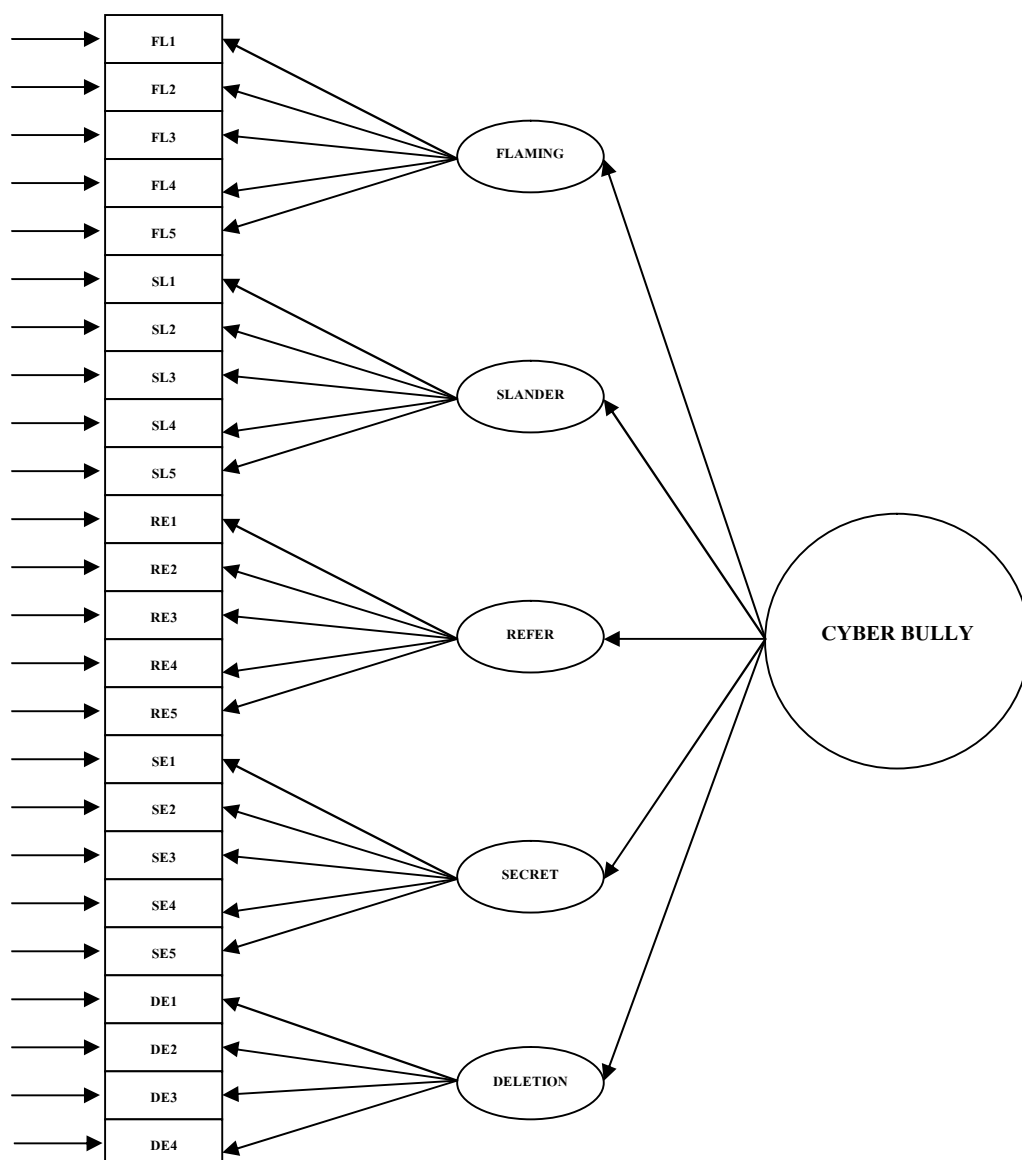 FL1
FL2
FL3
FL4
FL5
SL1
SL2
SL3
SL4
SL5
RE1
RE2
RE3
RE4
RE5
SE1
SE2
SE3
SE4
SE5
DE1
DE2
DE3
DE4
FLAMING
SLANDER
REFER
SECRET
DELETION
CYBER BULLY